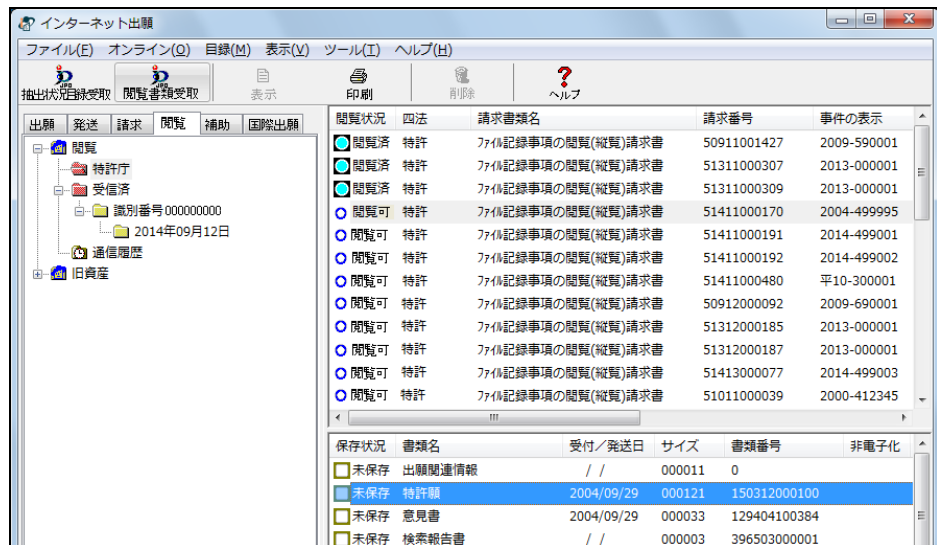 インターネット出願
ファイル(F) オンライン(O) 目録(M) 表示(V) ツール(T) ヘルプ(H)
抽出状況目録受取 閲覧書類受取 表示 印刷 削除 ヘルプ
出願 発送 請求 閲覧 補助 国際出願
閲覧
特許庁
受信済
識別番号000000000
2014年09月12日
通信履歴
旧資産
閲覧状況 四法 請求書類名 請求番号 事件の表示
閲覧済 特許 ファイル記録事項の閲覧(縦覧)請求書 50911001427 2009-590001
閲覧済 特許 ファイル記録事項の閲覧(縦覧)請求書 51311000307 2013-000001
閲覧済 特許 ファイル記録事項の閲覧(縦覧)請求書 51311000309 2013-000001
閲覧可 特許 ファイル記録事項の閲覧(縦覧)請求書 51411000170 2004-499995
閲覧可 特許 ファイル記録事項の閲覧(縦覧)請求書 51411000191 2014-499001
閲覧可 特許 ファイル記録事項の閲覧(縦覧)請求書 51411000192 2014-499002
閲覧可 特許 ファイル記録事項の閲覧(縦覧)請求書 51411000480 平10-300001
閲覧可 特許 ファイル記録事項の閲覧(縦覧)請求書 50912000092 2009-690001
閲覧可 特許 ファイル記録事項の閲覧(縦覧)請求書 51312000185 2013-000001
閲覧可 特許 ファイル記録事項の閲覧(縦覧)請求書 51312000187 2013-000001
閲覧可 特許 ファイル記録事項の閲覧(縦覧)請求書 51413000077 2014-499003
閲覧可 特許 ファイル記録事項の閲覧(縦覧)請求書 51011000039 2000-412345
保存状況 書類名 受付/発送日 サイズ 書類番号 非電子化
未保存 出願関連情報 / / 000011 0
未保存 特許願 2004/09/29 000121 150312000100
未保存 意見書 2004/09/29 000033 129404100384
未保存 検索報告書 / / 000003 396503000001